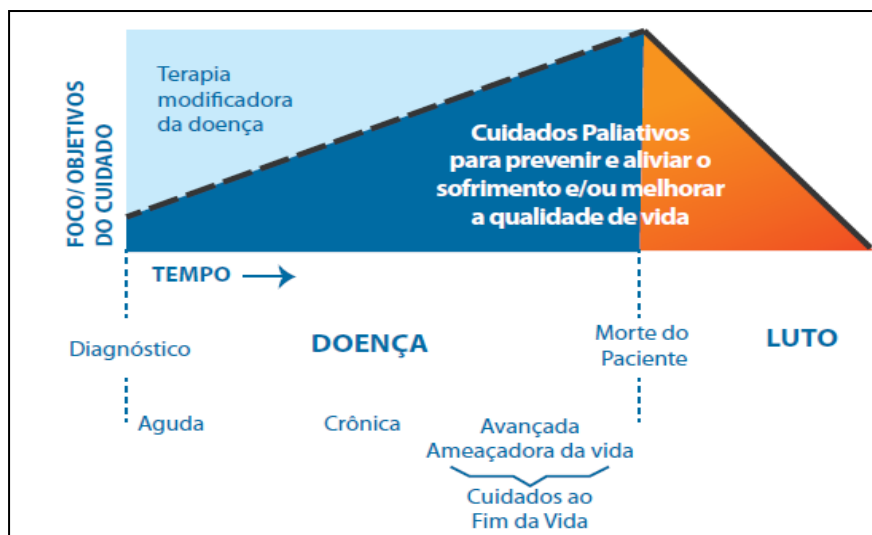 Terapia
modificadora
da doença
FOCO/ OBJETIVOS
DO CUIDADO
Cuidados Paliativos
para prevenir e aliviar o
sofrimento e/ou melhorar
a qualidade de vida
TEMPO
Diagnóstico
DOENÇA
Morte do
Paciente
LUTO
Aguda
Crônica
Avançada
Ameaçadora da vida
Cuidados ao
Fim da Vida